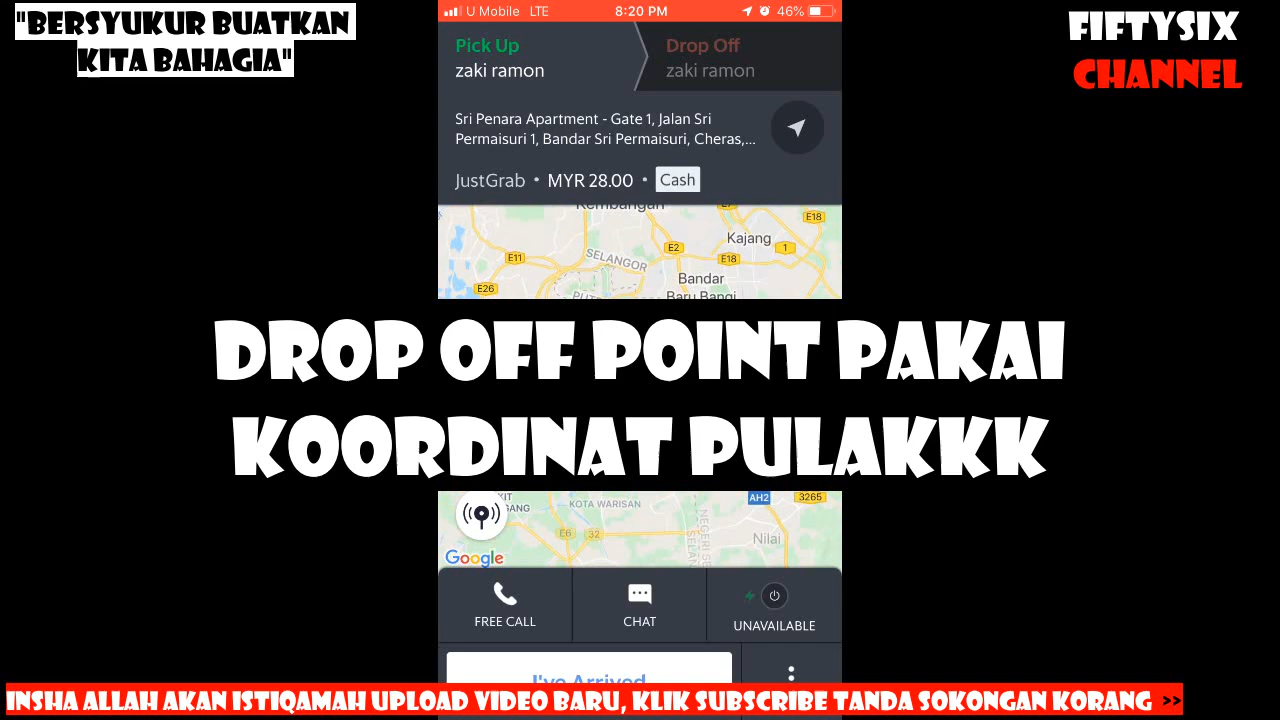 "BERSYUKUR BUATKAN
KITA BAHAGIA"
FIFTYSIX
CHANNEL
U Mobile LTE 8:20 PM 46%
Pick Up
zaki ramon
Drop Off
zaki ramon
Sri Penara Apartment - Gate 1, Jalan Sri
Permaisuri 1, Bandar Sri Permaisuri, Cheras,...
JustGrab • MYR 28.00 • Cash
Kembangan
E18
Kajang
E2
1
E11
SELANGOR
E18
Bandar
Baru Bangi
E26
DROP OFF POINT PAKAI
KOORDINAT PULAKKK
AH2
3265
KOTA WARISAN
E6
32
Nilai
Google
FREE CALL
CHAT
UNAVAILABLE
I've Arrived
INSHA ALLAH AKAN ISTIQAMAH UPLOAD VIDEO BARU, KLIK SUBSCRIBE TANDA SOKONGAN KORANG >>